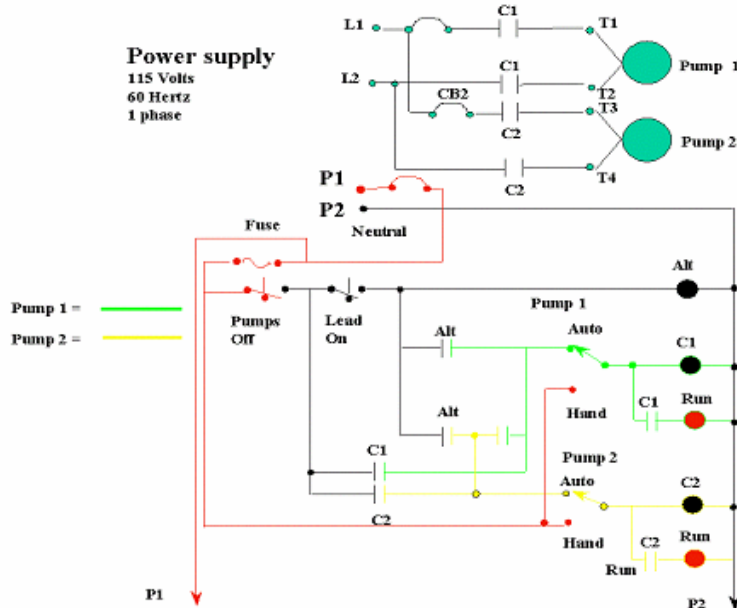 L1
C1
T1
Power supply
115 Volts
60 Hertz
1 phase
Pump 1
L2
C1
T2
CB2
T3
C2
Pump 2
C2
T4
P1
P2
Neutral
Fuse
Alt
Pump 1 =
Pump 2 =
Pumps Off
Lead On
Pump 1
Alt
Auto
C1
C1
Run
Hand
Alt
C1
Pump 2
Auto
C2
C2
Hand
Run
C2
Run
P1
P2